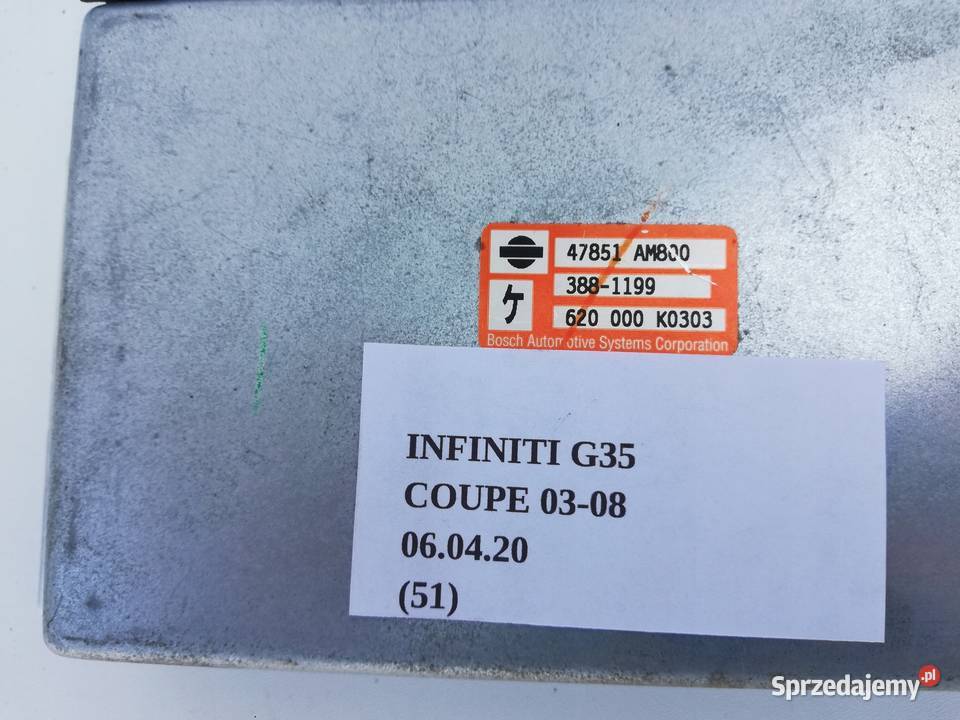 47851 AM800
388-1199
ケ
620 000 K0303
Bosch Automotive Systems Corporation
INFINITI G35
COUPE 03-08
06.04.20
(51)
Sprzedajemy.pl